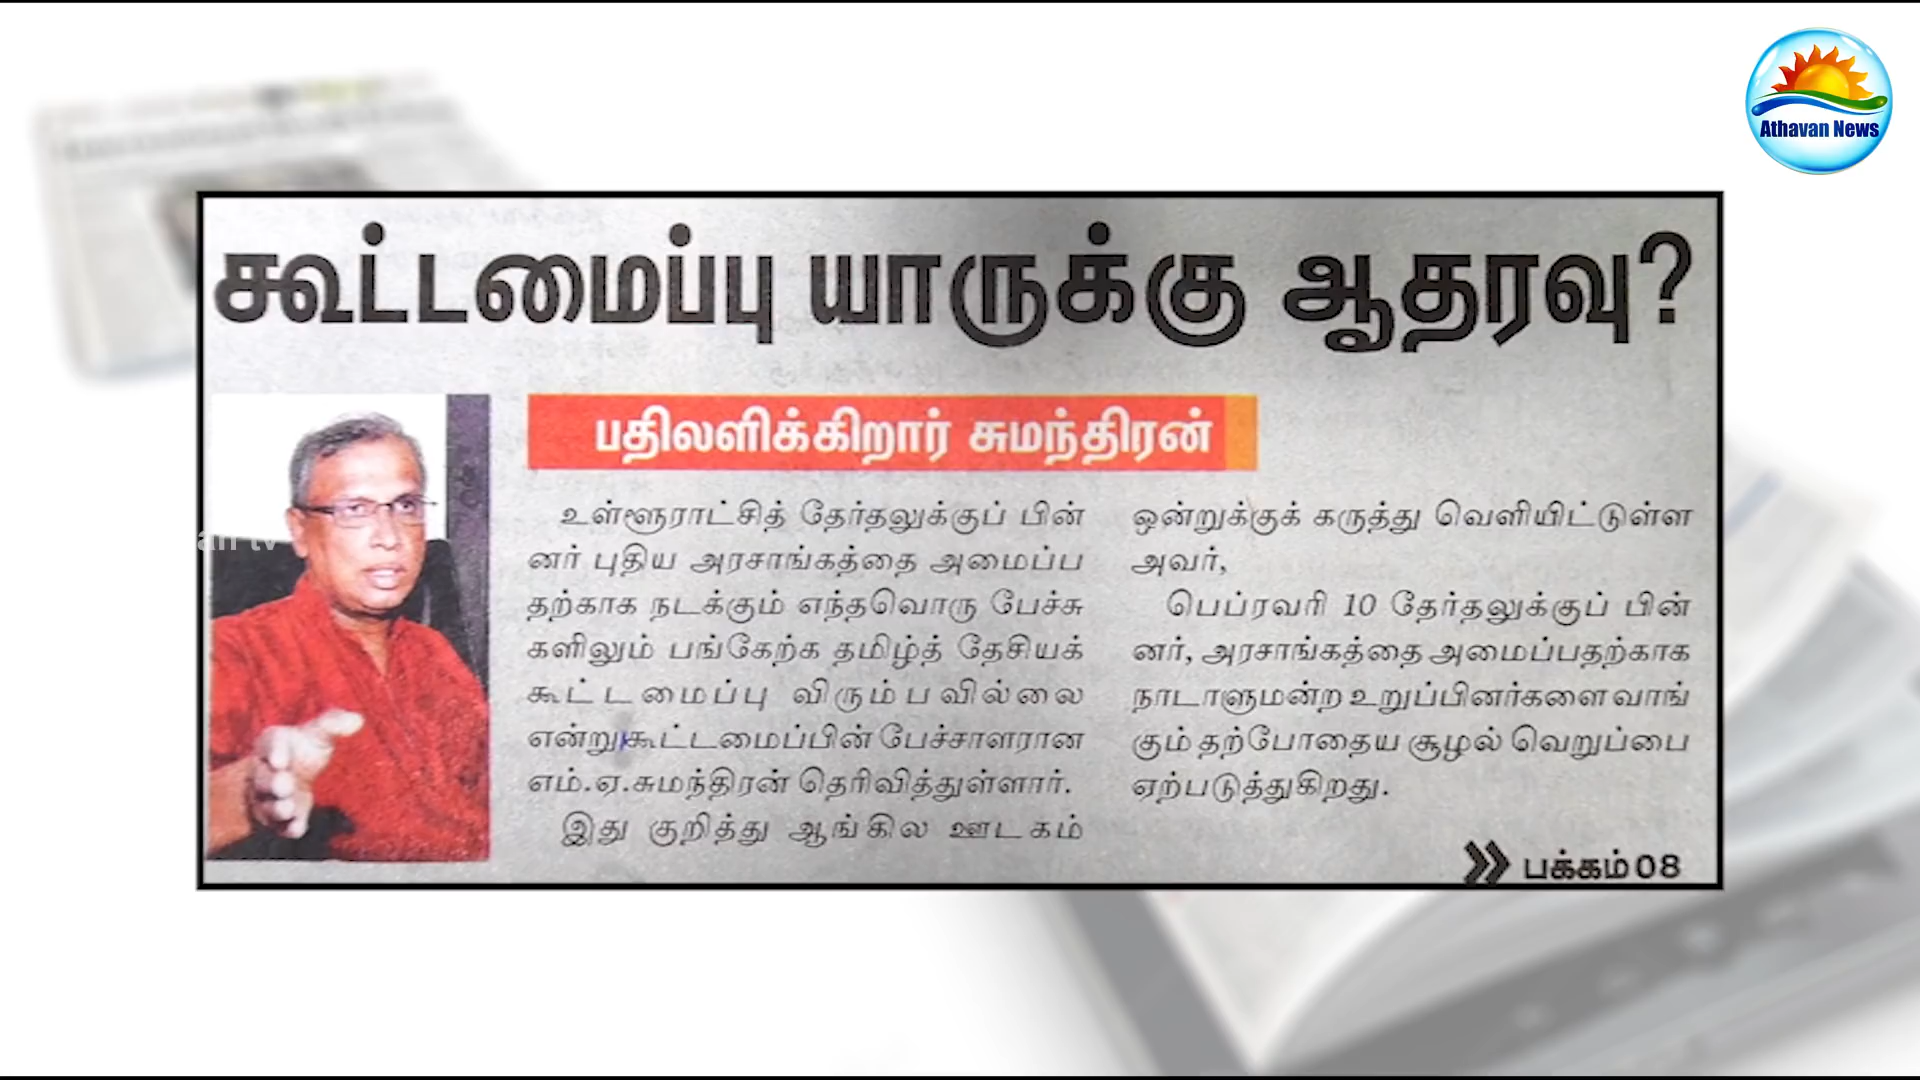 Athavan News
கூட்டமைப்பு யாருக்கு ஆதரவு?
பதிலளிக்கிறார் சுமந்திரன்
உள்ளூராட்சித் தேர்தலுக்குப் பின்
னர் புதிய அரசாங்கத்தை அமைப்ப
தற்காக நடக்கும் எந்தவொரு பேச்சு
களிலும் பங்கேற்க தமிழ்த் தேசியக்
கூட்டமைப்பு விரும்பவில்லை
என்று கூட்டமைப்பின் பேச்சாளரான
எம்.ஏ.சுமந்திரன் தெரிவித்துள்ளார்.
இது குறித்து ஆங்கில ஊடகம்
ஒன்றுக்குக் கருத்து வெளியிட்டுள்ள
அவர்,
பெப்ரவரி 10 தேர்தலுக்குப் பின்
னர், அரசாங்கத்தை அமைப்பதற்காக
நாடாளுமன்ற உறுப்பினர்களை வாங்
கும் தற்போதைய சூழல் வெறுப்பை
ஏற்படுத்துகிறது.
பக்கம் 08